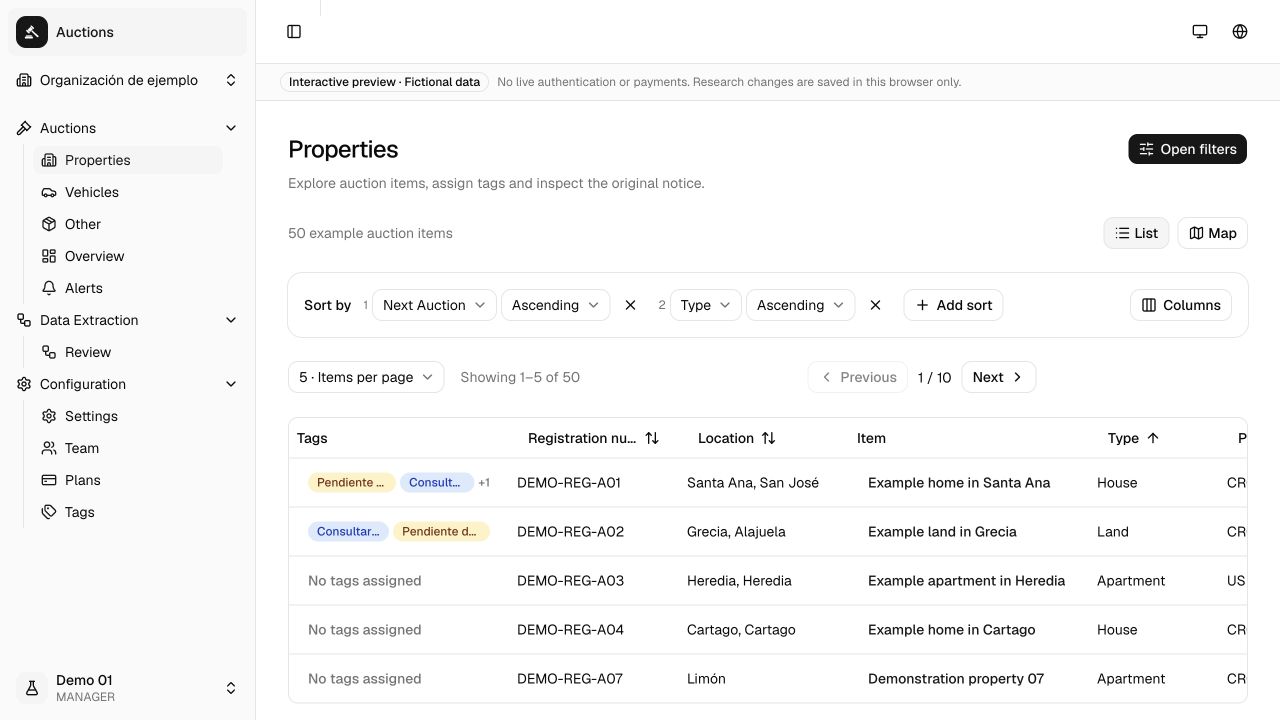 Auctions
Organización de ejemplo
Auctions
Properties
Vehicles
Other
Overview
Alerts
Data Extraction
Review
Configuration
Settings
Team
Plans
Tags
Demo 01
MANAGER
Interactive preview · Fictional data No live authentication or payments. Research changes are saved in this browser only.
Properties
Open filters
Explore auction items, assign tags and inspect the original notice.
50 example auction items
List Map
Sort by 1 Next Auction Ascending 2 Type Ascending Add sort Columns
5 · Items per page Showing 1–5 of 50 Previous 1 / 10 Next
Tags Registration nu... Location Item Type P
Pendiente ... Consult... +1 DEMO-REG-A01 Santa Ana, San José Example home in Santa Ana House CR
Consultar... Pendiente d... DEMO-REG-A02 Grecia, Alajuela Example land in Grecia Land CR
No tags assigned DEMO-REG-A03 Heredia, Heredia Example apartment in Heredia Apartment US
No tags assigned DEMO-REG-A04 Cartago, Cartago Example home in Cartago House CR
No tags assigned DEMO-REG-A07 Limón Demonstration property 07 Apartment CR